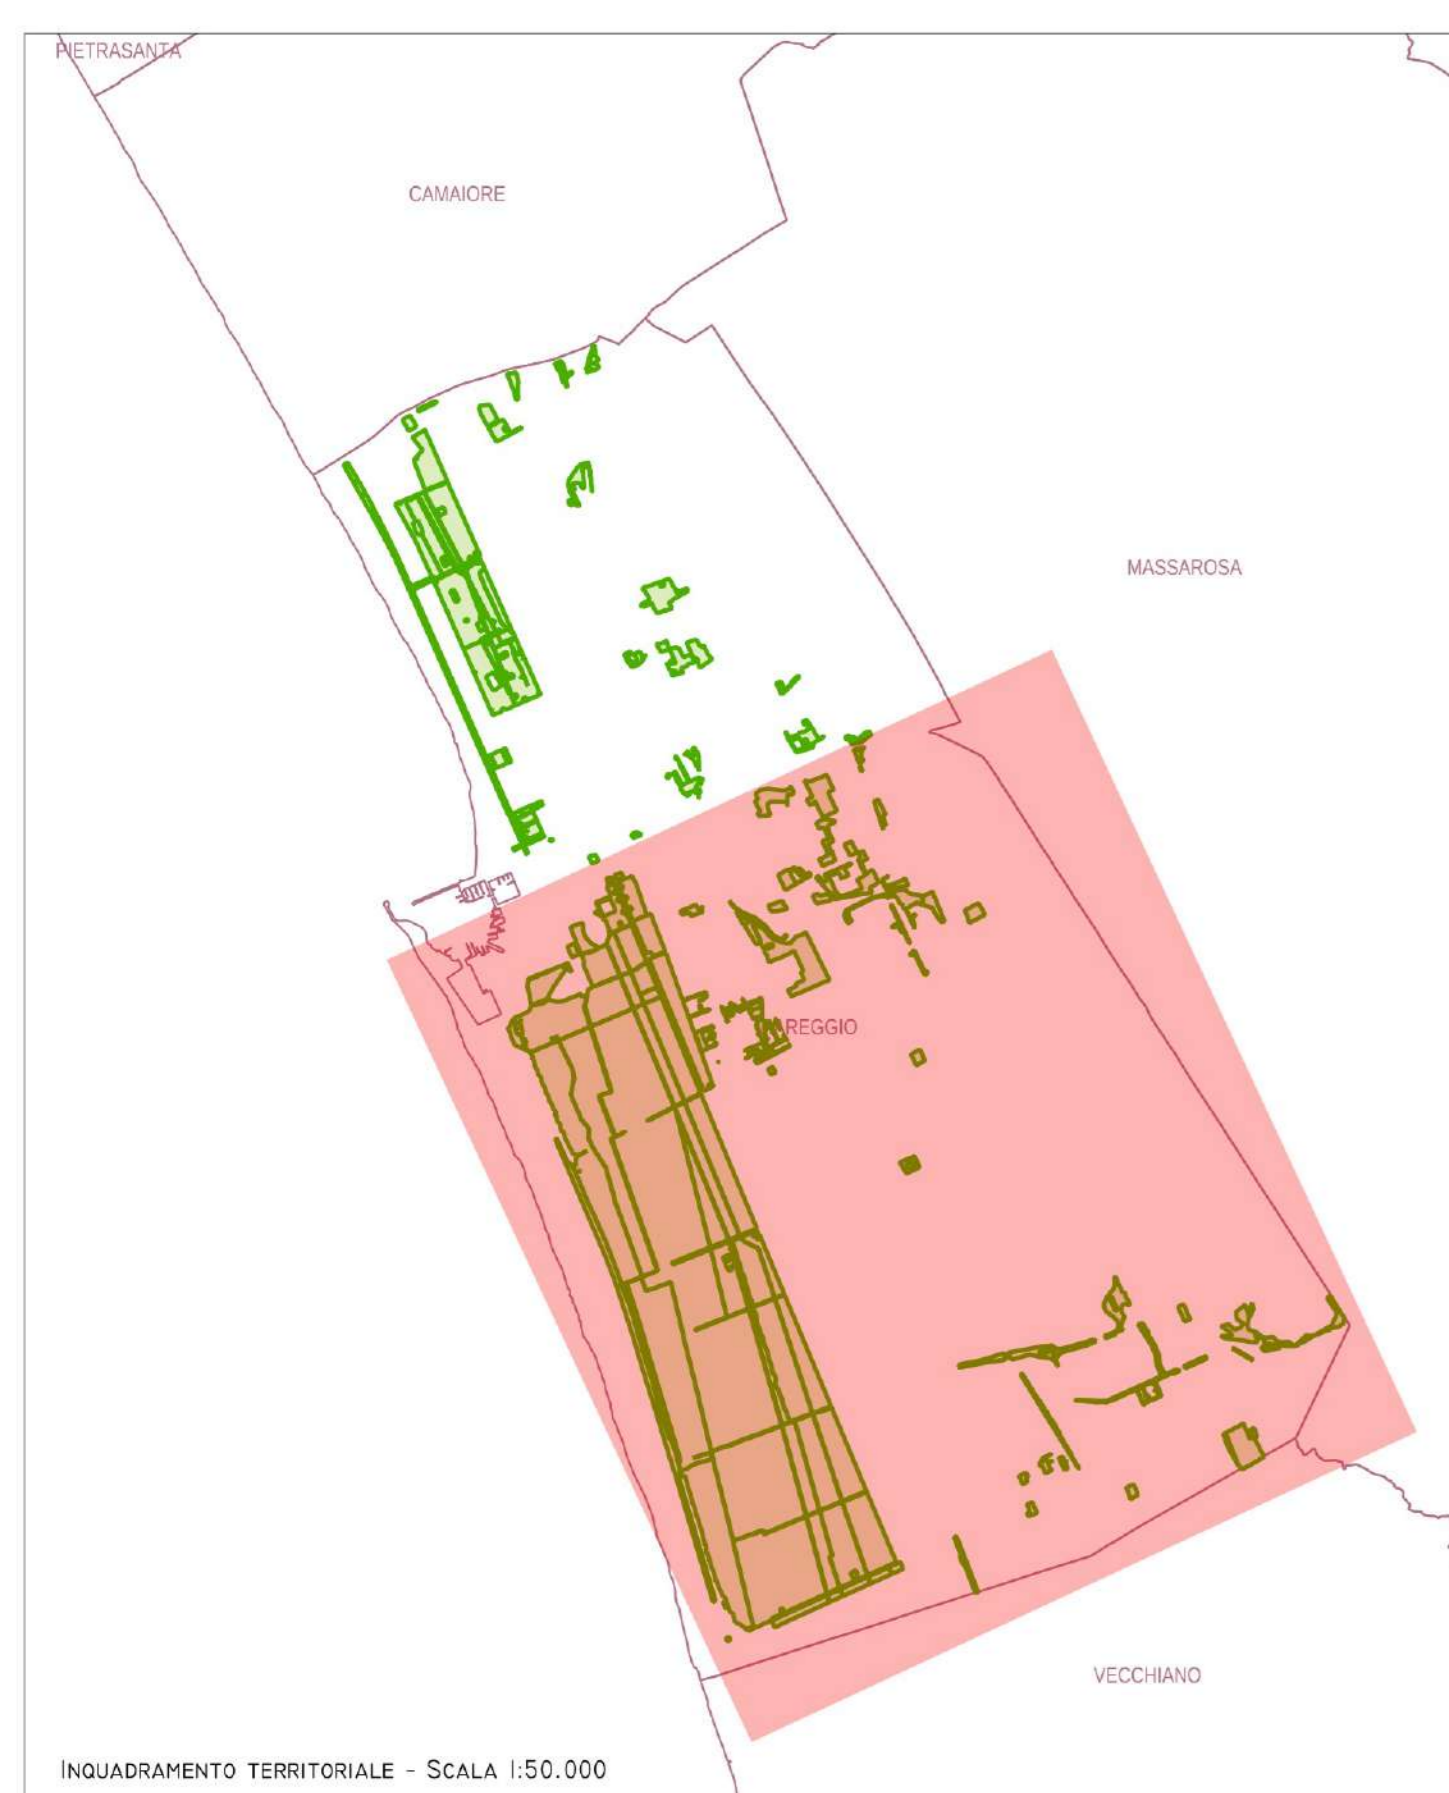 PIETRASANTA
CAMAIORE
MASSAROSA
REGGIO
VECCHIANO
INQUADRAMENTO TERRITORIALE - SCALA 1:50.000